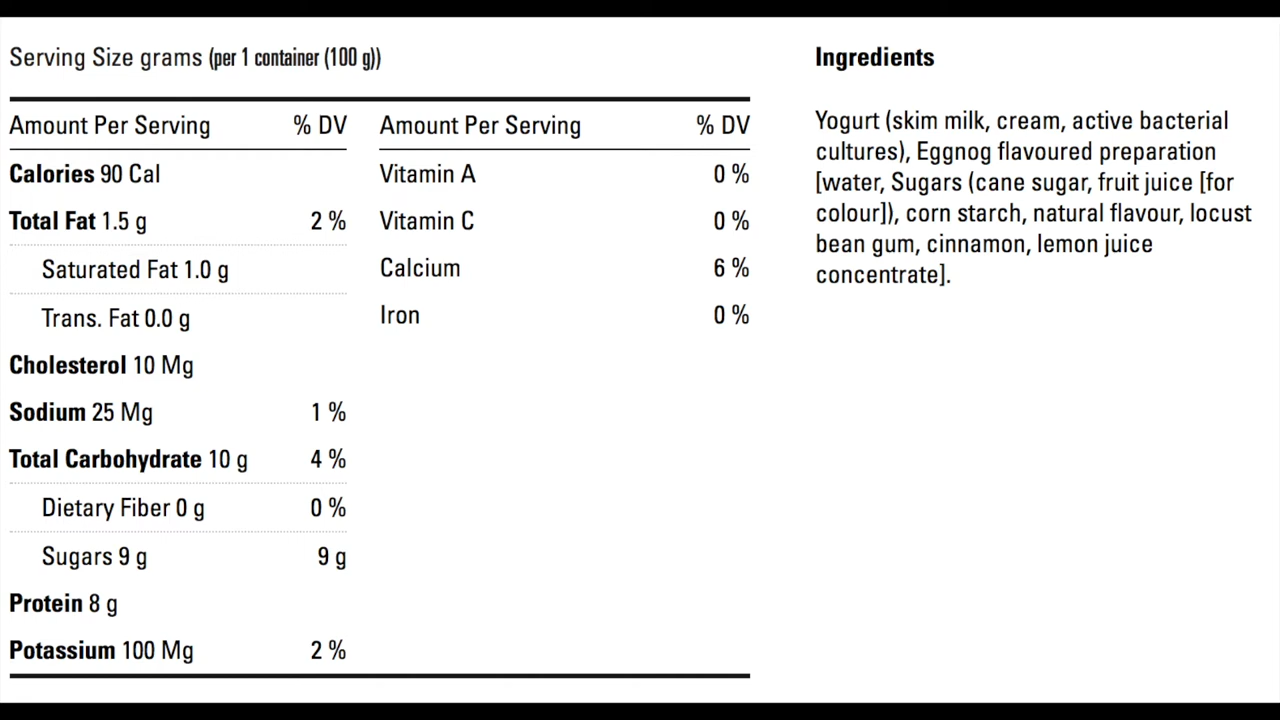 Serving Size grams (per 1 container (100 g))
Amount Per Serving % DV
Calories 90 Cal
Total Fat 1.5 g 2 %
Saturated Fat 1.0 g
Trans. Fat 0.0 g
Cholesterol 10 Mg
Sodium 25 Mg 1 %
Total Carbohydrate 10 g 4 %
Dietary Fiber 0 g 0 %
Sugars 9 g 9 g
Protein 8 g
Potassium 100 Mg 2 %
Amount Per Serving % DV
Vitamin A 0 %
Vitamin C 0 %
Calcium 6 %
Iron 0 %
Ingredients
Yogurt (skim milk, cream, active bacterial
cultures), Eggnog flavoured preparation
[water, Sugars (cane sugar, fruit juice [for
colour]), corn starch, natural flavour, locust
bean gum, cinnamon, lemon juice
concentrate].